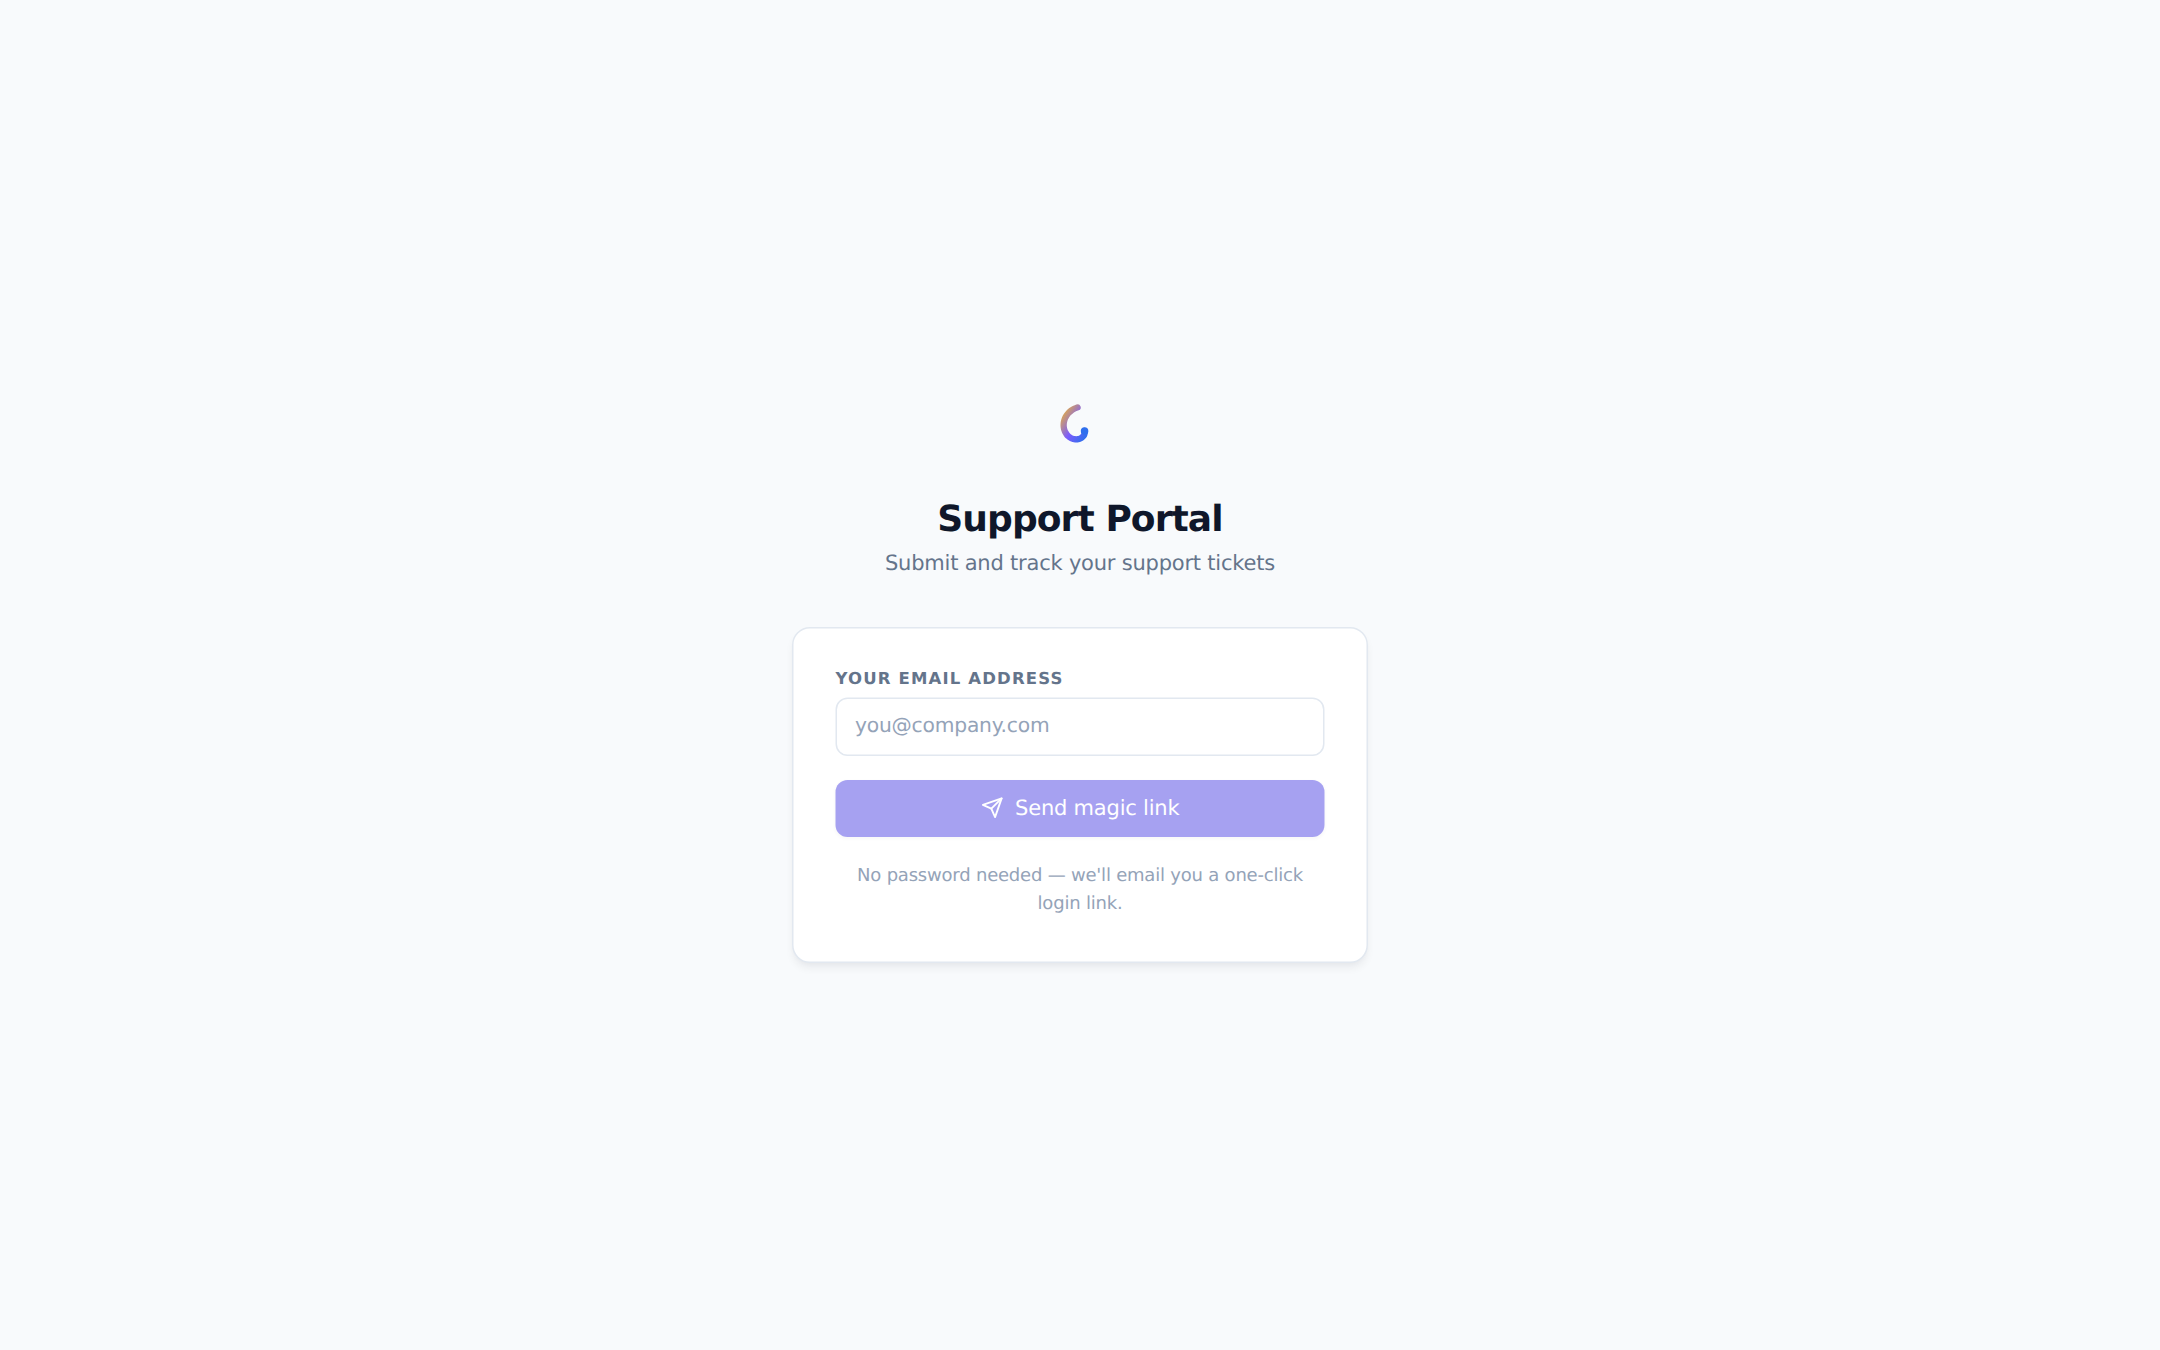 Support Portal
Submit and track your support tickets
YOUR EMAIL ADDRESS
you@company.com
Send magic link
No password needed — we'll email you a one-click
login link.